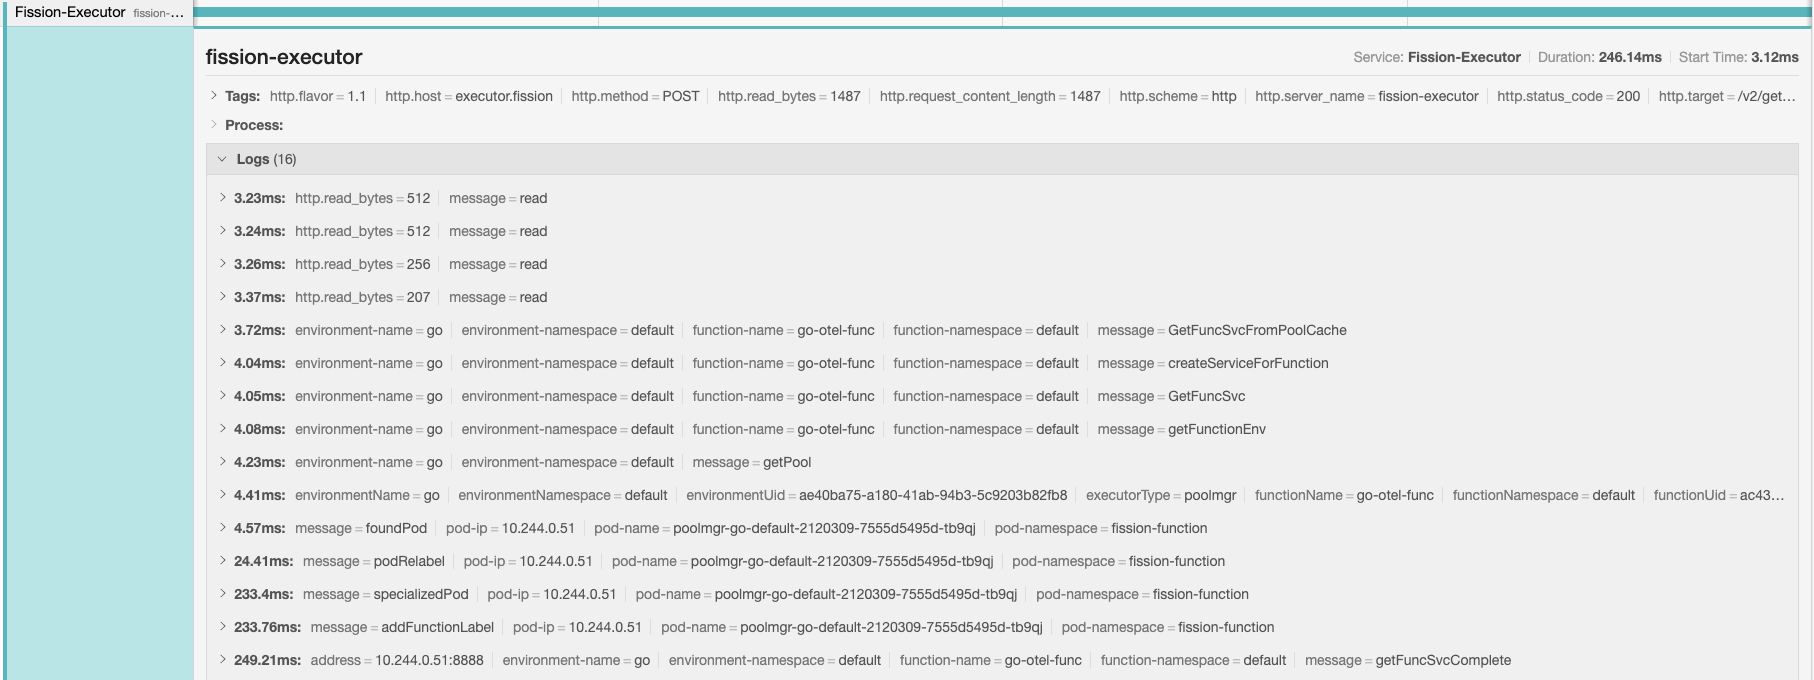 Fission-Executor fission-...
fission-executor
Service: Fission-Executor Duration: 246.14ms Start Time: 3.12ms
Tags: http.flavor = 1.1 http.host = executor.fission http.method = POST http.read_bytes = 1487 http.request_content_length = 1487 http.scheme = http http.server_name = fission-executor http.status_code = 200 http.target = /v2/get...
Process:
Logs (16)
3.23ms: http.read_bytes = 512 message = read
3.24ms: http.read_bytes = 512 message = read
3.26ms: http.read_bytes = 256 message = read
3.37ms: http.read_bytes = 207 message = read
3.72ms: environment-name = go environment-namespace = default function-name = go-otel-func function-namespace = default message = GetFuncSvcFromPoolCache
4.04ms: environment-name = go environment-namespace = default function-name = go-otel-func function-namespace = default message = createServiceForFunction
4.05ms: environment-name = go environment-namespace = default function-name = go-otel-func function-namespace = default message = GetFuncSvc
4.08ms: environment-name = go environment-namespace = default function-name = go-otel-func function-namespace = default message = getFunctionEnv
4.23ms: environment-name = go environment-namespace = default message = getPool
4.41ms: environmentName = go environmentNamespace = default environmentUid = ae40ba75-a180-41ab-94b3-5c9203b82fb8 executorType = poolmgr functionName = go-otel-func functionNamespace = default functionUid = ac43...
4.57ms: message = foundPod pod-ip = 10.244.0.51 pod-name = poolmgr-go-default-2120309-7555d5495d-tb9qj pod-namespace = fission-function
24.41ms: message = podRelabel pod-ip = 10.244.0.51 pod-name = poolmgr-go-default-2120309-7555d5495d-tb9qj pod-namespace = fission-function
233.4ms: message = specializedPod pod-ip = 10.244.0.51 pod-name = poolmgr-go-default-2120309-7555d5495d-tb9qj pod-namespace = fission-function
233.76ms: message = addFunctionLabel pod-ip = 10.244.0.51 pod-name = poolmgr-go-default-2120309-7555d5495d-tb9qj pod-namespace = fission-function
249.21ms: address = 10.244.0.51:8888 environment-name = go environment-namespace = default function-name = go-otel-func function-namespace = default message = getFuncSvcComplete